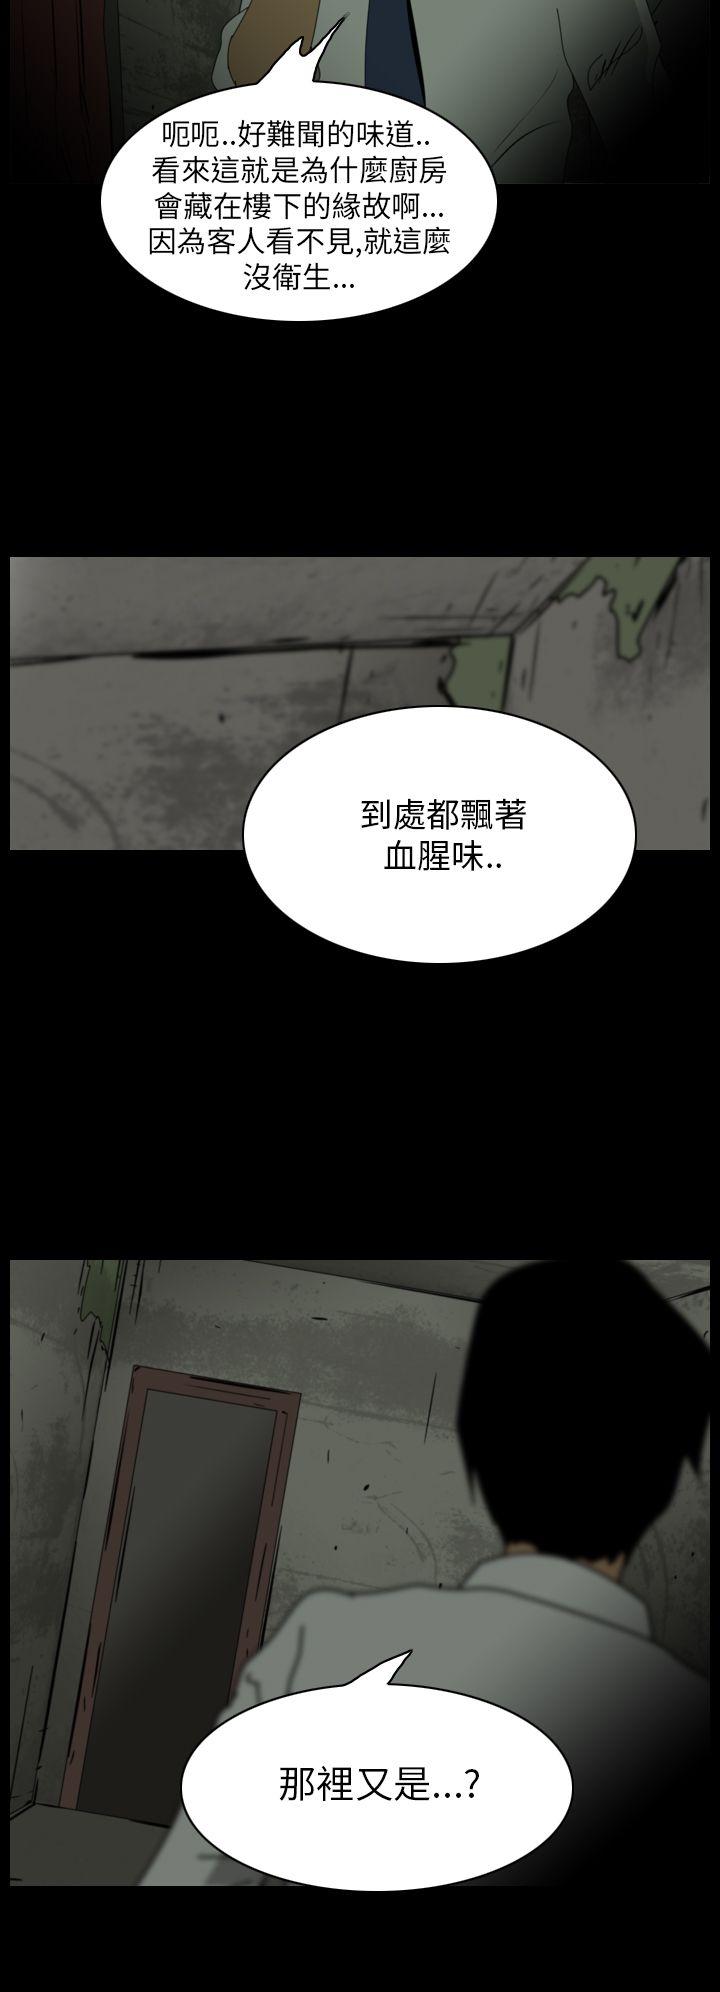 呃呃..好難聞的味道..
看來這就是為什麼廚房
會藏在樓下的緣故啊...
因為客人看不見,就這麼
沒衛生...
到處都飄著
血腥味..
那裡又是...?